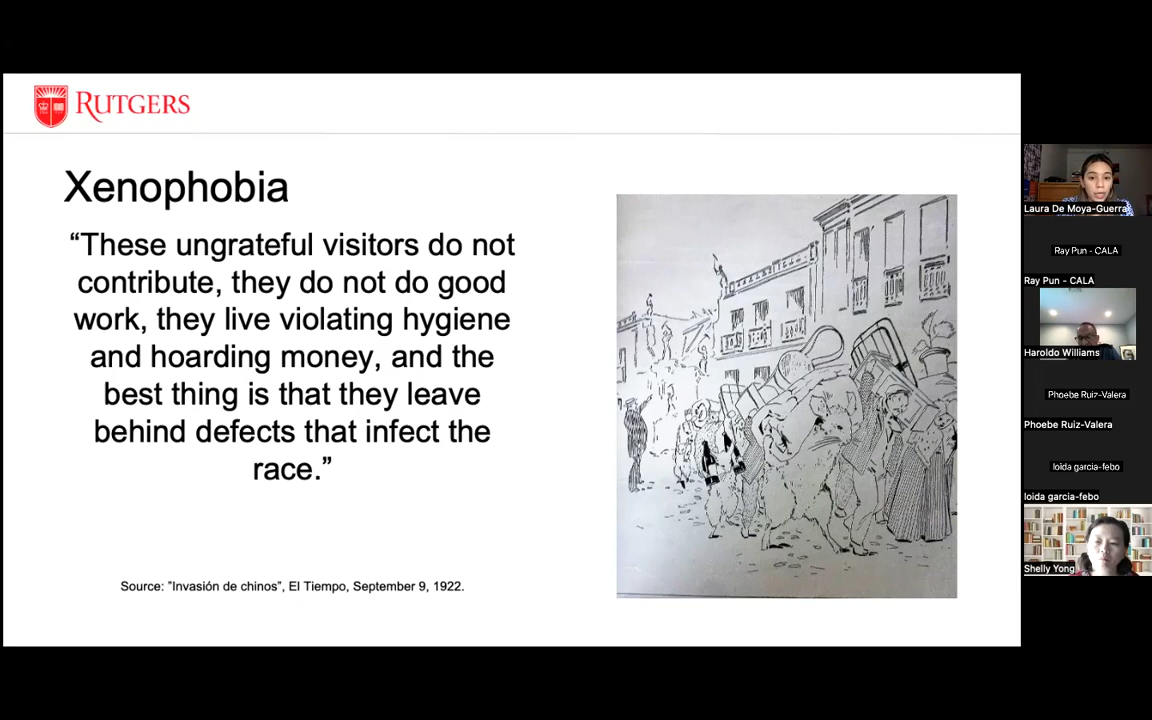 RUTGERS
Xenophobia
“These ungrateful visitors do not
contribute, they do not do good
work, they live violating hygiene
and hoarding money, and the
best thing is that they leave
behind defects that infect the
race.”
Source: “Invasión de chinos”, El Tiempo, September 9, 1922.
Laura De Moya-Guerra
Ray Pun - CALA
Ray Pun - CALA
Haroldo Williams
Phoebe Ruiz-Valera
Phoebe Ruiz-Valera
loida garcia-febo
loida garcia-febo
Shelly Yong